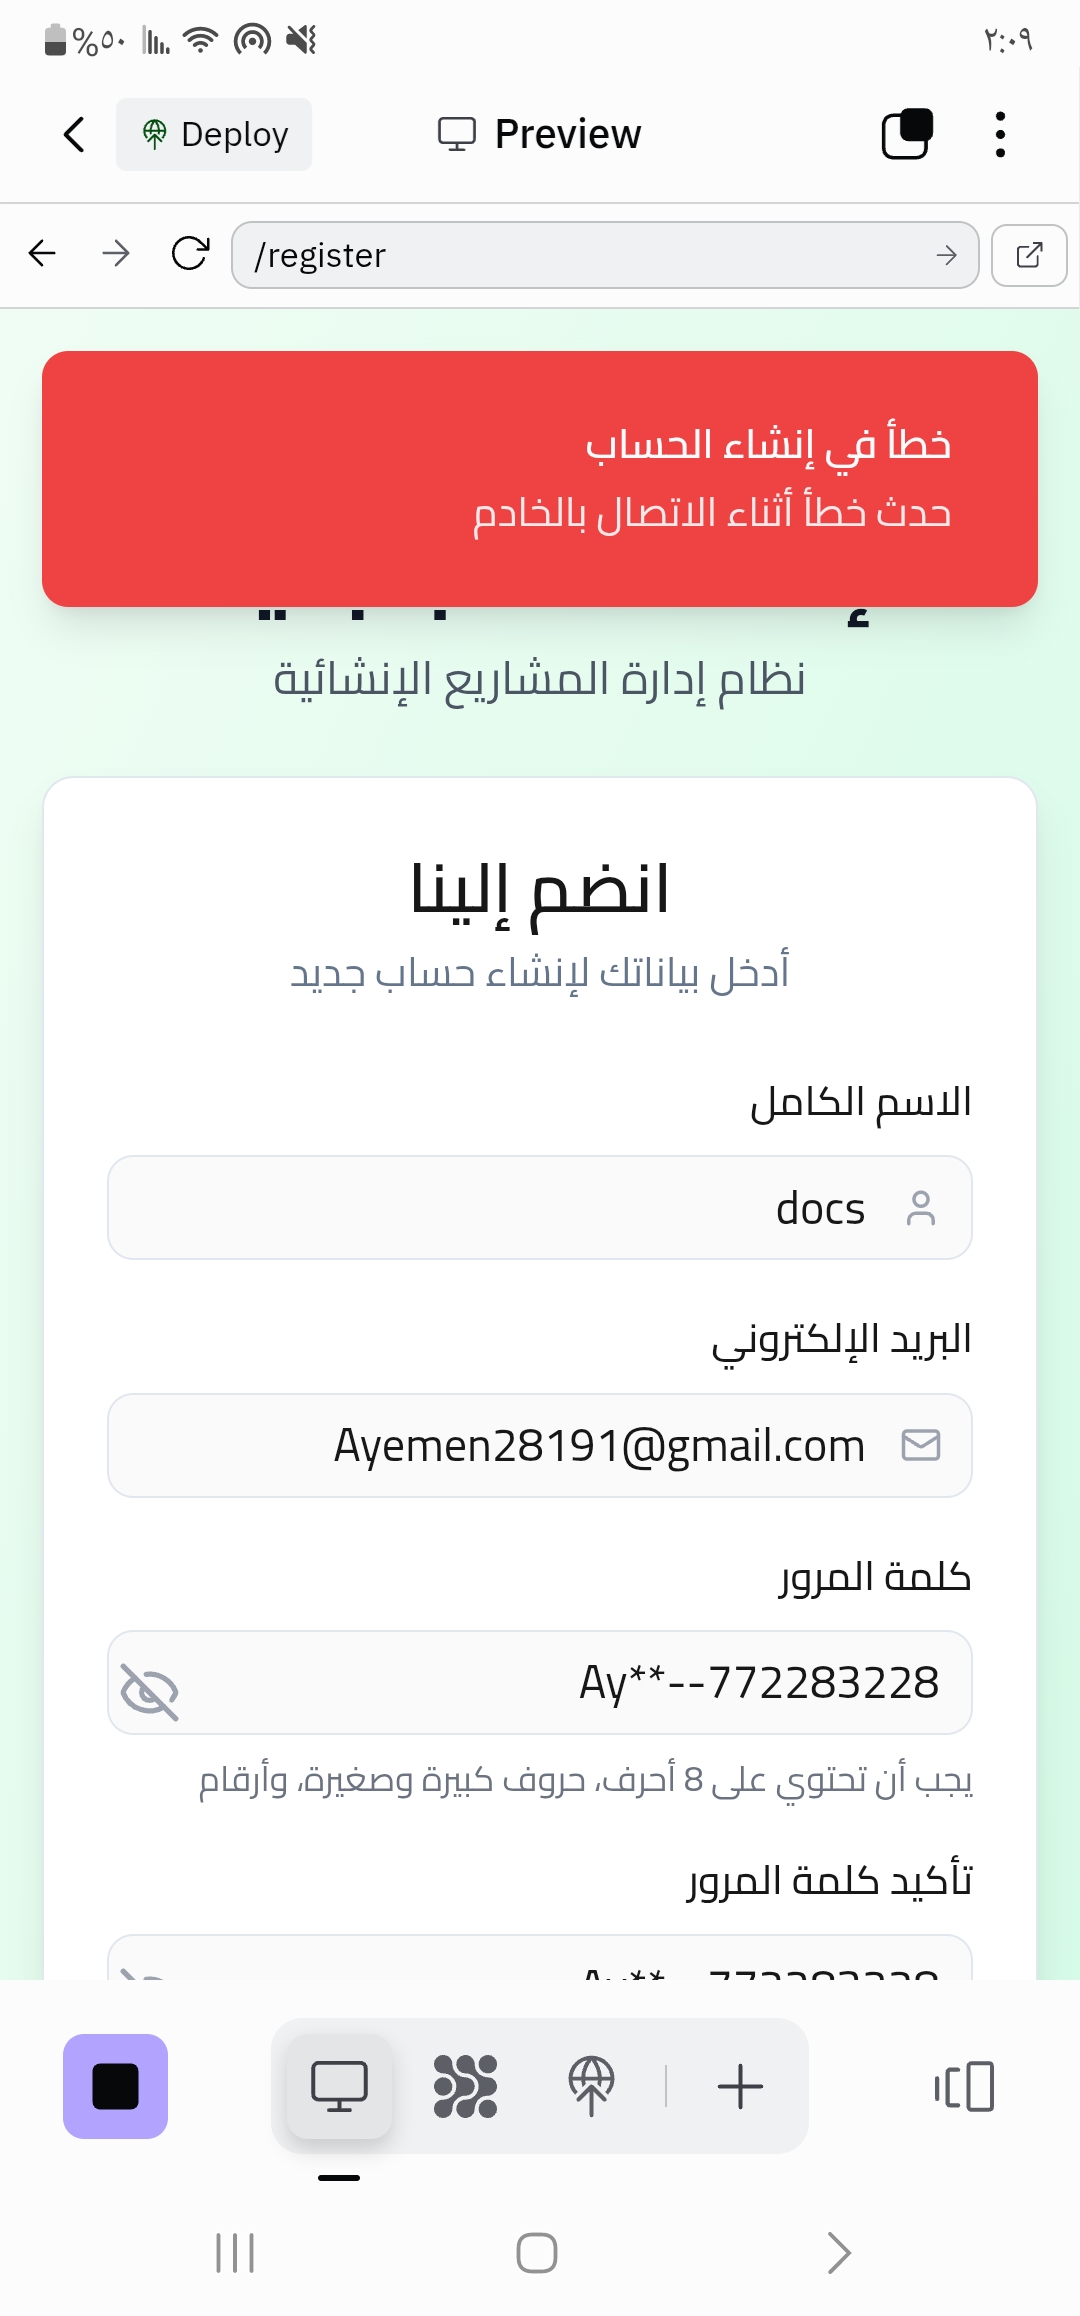 %٥٠
٢:٠٩
Deploy
Preview
/register
خطأ في إنشاء الحساب
حدث خطأ أثناء الاتصال بالخادم
نظام إدارة المشاريع الإنشائية
انضم إلينا
أدخل بياناتك لإنشاء حساب جديد
الاسم الكامل
docs
البريد الإلكتروني
Ayemen28191@gmail.com
كلمة المرور
Ay**--772283228
يجب أن تحتوي على 8 أحرف، حروف كبيرة وصغيرة، وأرقام
تأكيد كلمة المرور